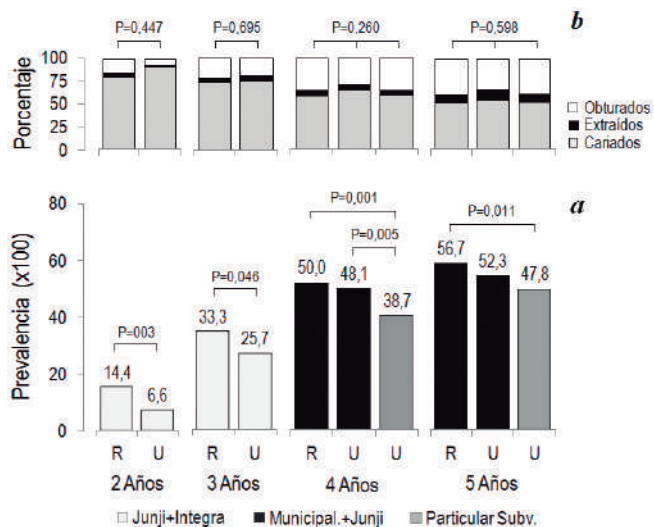 P=0,447 P=0,695 P=0,260 P=0,598 b
Porcentaje
100
75
50
25
0
Obturados
Extraídos
Cariados
a
Prevalencia (x100)
80
60
40
20
0
P=003
14,4
6,6
P=0,046
33,3
25,7
P=0,001
P=0,005
50,0
48,1
38,7
P=0,011
56,7
52,3
47,8
R U R U R U U R U U
2 Años 3 Años 4 Años 5 Años
Junji+Integra Municipal.+Junji Particular Subv.